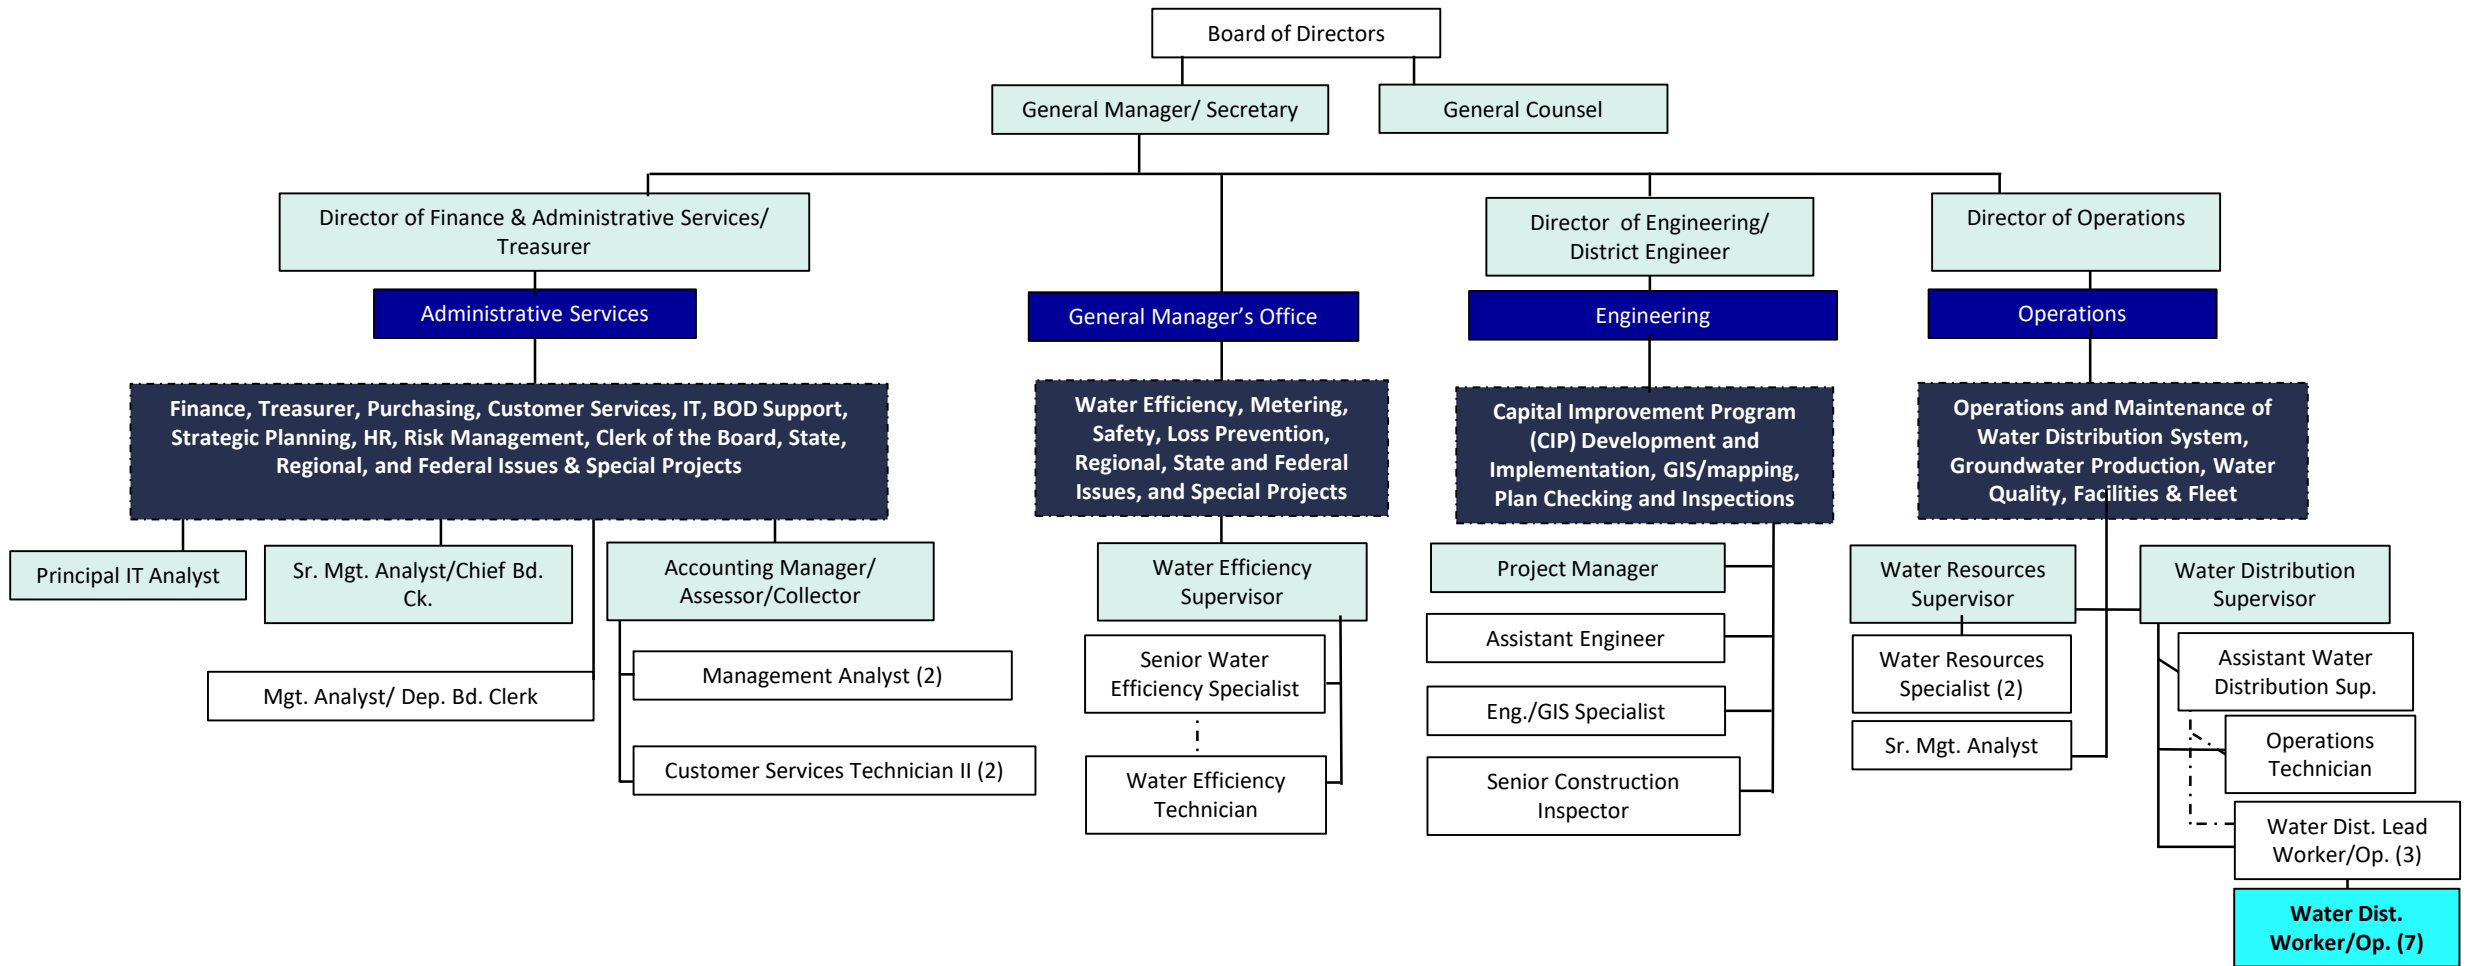 Board of Directors
General Manager/ Secretary
General Counsel
Director of Finance & Administrative Services/
Treasurer
Director  of Engineering/
District Engineer
Director of Operations
Administrative Services
General Manager’s Office
Engineering
Operations
Finance, Treasurer, Purchasing, Customer Services, IT, BOD Support,
Strategic Planning, HR, Risk Management, Clerk of the Board, State,
Regional, and Federal Issues & Special Projects
Water Efficiency, Metering,
Safety, Loss Prevention,
Regional, State and Federal
Issues, and Special Projects
Capital Improvement Program
(CIP) Development and
Implementation, GIS/mapping,
Plan Checking and Inspections
Operations and Maintenance of
Water Distribution System,
Groundwater Production, Water
Quality, Facilities & Fleet
Principal IT Analyst
Sr. Mgt. Analyst/Chief Bd.
Ck.
Accounting Manager/
Assessor/Collector
Mgt. Analyst/ Dep. Bd. Clerk
Management Analyst (2)
Customer Services Technician II (2)
Water Efficiency
Supervisor
Senior Water
Efficiency Specialist
Water Efficiency
Technician
Project Manager
Assistant Engineer
Eng./GIS Specialist
Senior Construction
Inspector
Water Resources
Supervisor
Water Resources
Specialist (2)
Sr. Mgt. Analyst
Water Distribution
Supervisor
Assistant Water
Distribution Sup.
Operations
Technician
Water Dist. Lead
Worker/Op. (3)
Water Dist.
Worker/Op. (7)